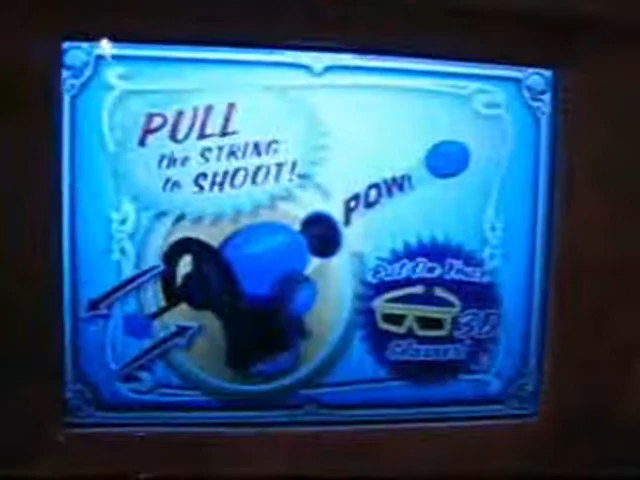 PULL
the STRING
to SHOOT!
POW!
Put On Your
3D
Glasses!